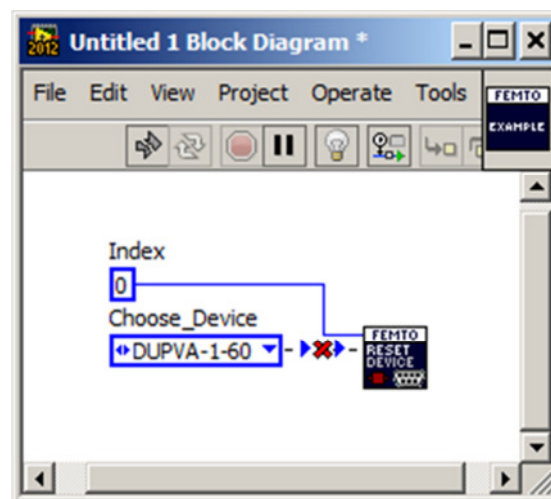 2012 Untitled 1 Block Diagram *
File Edit View Project Operate Tools
FEMTO
EXAMPLE
Index
0
Choose_Device
DUPVA-1-60
FEMTO
RESET
DEVICE